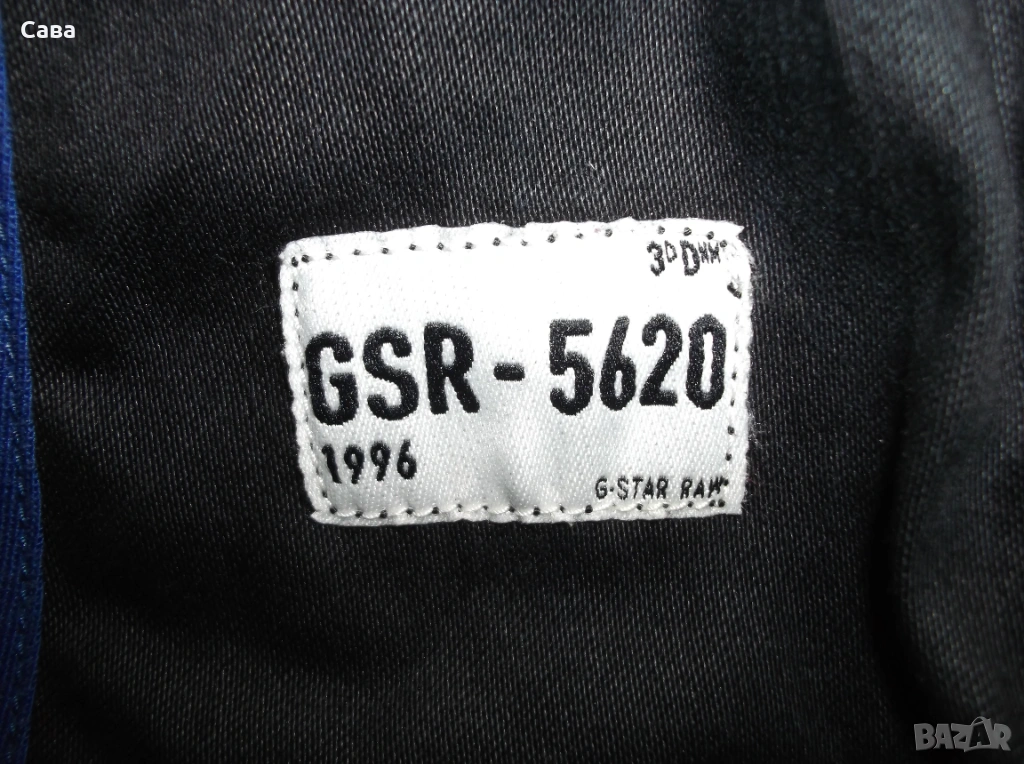 Сава
3D DNM
GSR - 5620
1996
G-STAR RAW
BAZAR